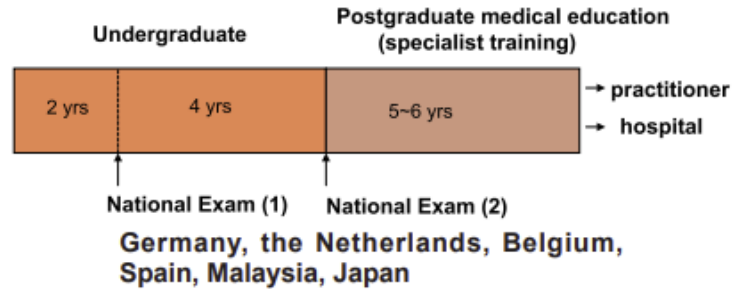 Undergraduate
Postgraduate medical education
(specialist training)
2 yrs
4 yrs
5~6 yrs
practitioner
hospital
National Exam (1)
National Exam (2)
Germany, the Netherlands, Belgium,
Spain, Malaysia, Japan